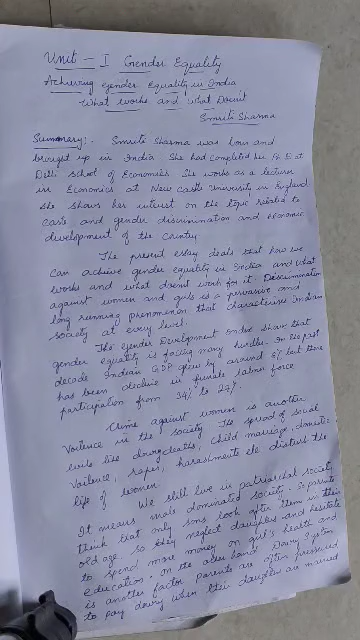 Unit - I Gender Equality
Achieving gender Equality in India
What works and what Doesn't
Smriti Sharma
Summary:- Smriti Sharma was born and
brought up in India. She had completed her Ph.D at
Delhi School of Economics. She works as a lecturer
in Economics at New Castle University in England
She shares her interest on the topic related to
caste and gender discrimination and economic
development of the country.
The present essay deals that how we
can achieve gender equality in India and what
works and what doesn't work for it. Discrimination
against women and girls is a pervasive and
long running phenomenon that characterises Indian
society at every level.
The gender Development Index show that
gender equality is facing many hurdles. In the past
decade Indian GDP grew by around 6% but there
has been decline in female labour force
participation from 34% to 27%.
Crime against women is another
Voilence in the society. The spread of social
evils like dowry deaths, child marriage, domestic
Voilence, rapes, harashments etc disturb the
life of women.
We still live in patriarchal society
It means male dominated society. So parents
think that only sons look after them in their
old age. So they neglect daughters and hesitate
to spend more money on girl's health and
education. On the other hand Dowry System
is another factor parents are often pressured
to pay dowry when their daughters are married